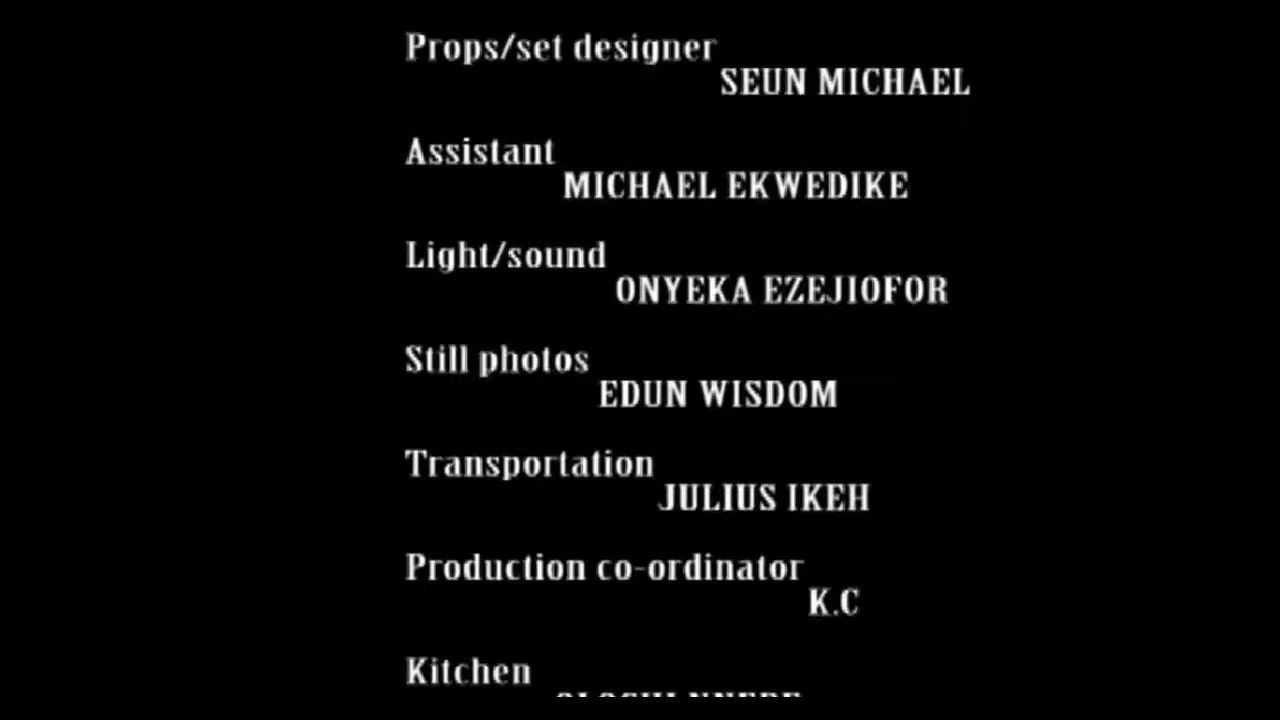 Props/set designer
SEUN MICHAEL
Assistant
MICHAEL EKWEDIKE
Light/sound
ONYEKA EZEJIOFOR
Still photos
EDUN WISDOM
Transportation
JULIUS IKEH
Production co-ordinator
K.C
Kitchen